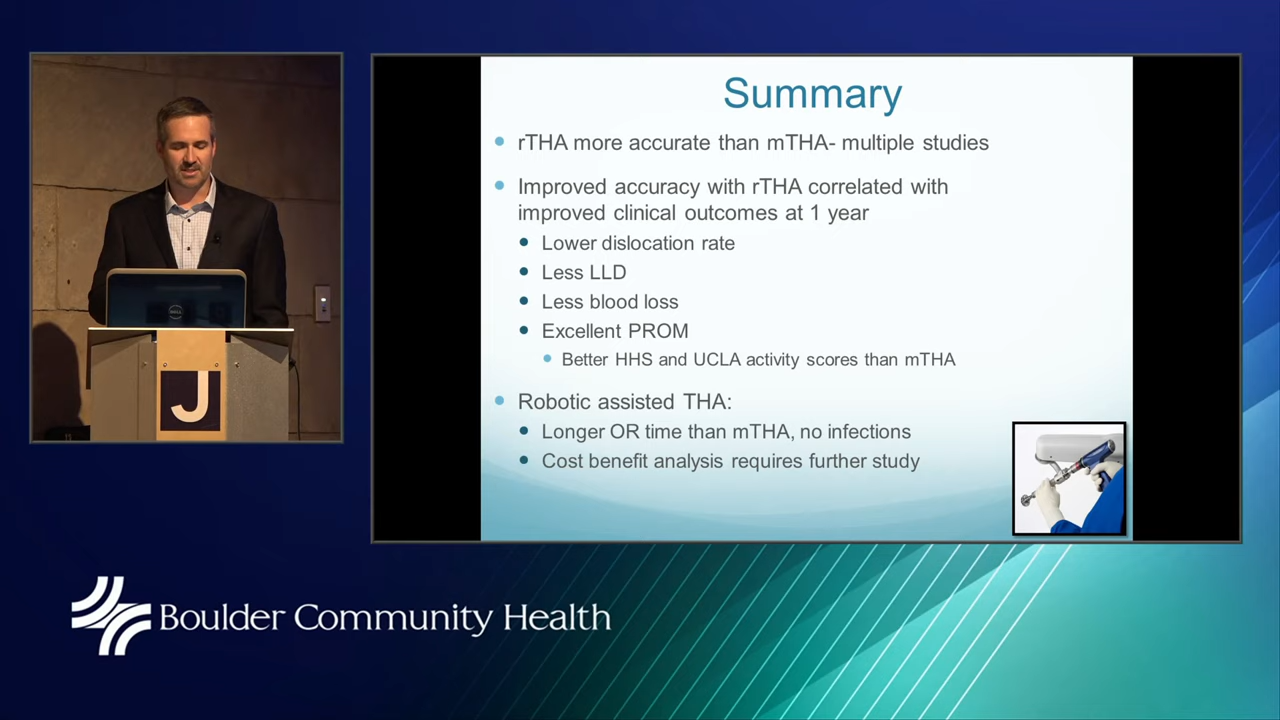 Summary
rTHA more accurate than mTHA- multiple studies
Improved accuracy with rTHA correlated with
improved clinical outcomes at 1 year
Lower dislocation rate
Less LLD
Less blood loss
Excellent PROM
Better HHS and UCLA activity scores than mTHA
Robotic assisted THA:
Longer OR time than mTHA, no infections
Cost benefit analysis requires further study
DELL
J
Boulder Community Health